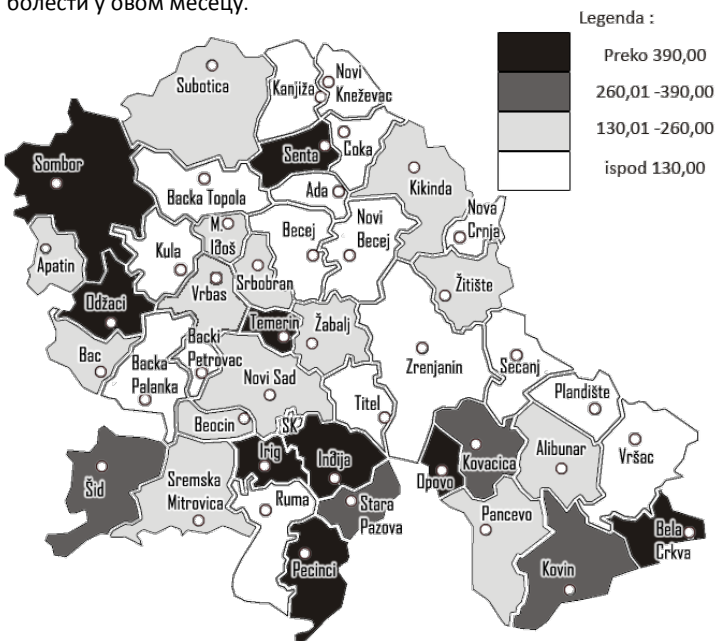 болести у овом месецу.
Legenda :
Preko 390,00
260,01 -390,00
130,01 -260,00
ispod 130,00
Subotica
Kanjiža
Novi
Kneževac
Sombor
Senta
Coka
Backa Topola
Ada
Kikinda
Apatin
Kula
M.
Iđoš
Becej
Novi
Becej
Nova
Crnja
Odžaci
Vrbas
Srbobran
Žitište
Bac
Backa
Palanka
Backi
Petrovac
Temerin
Žabalj
Novi Sad
Zrenjanin
Secanj
Plandište
Beocin
SK
Titel
Šid
Sremska
Mitrovica
Irig
Inđija
Ruma
Stara
Pazova
Pecinci
Opovo
Kovacica
Alibunar
Vršac
Pancevo
Kovin
Bela
Crkva